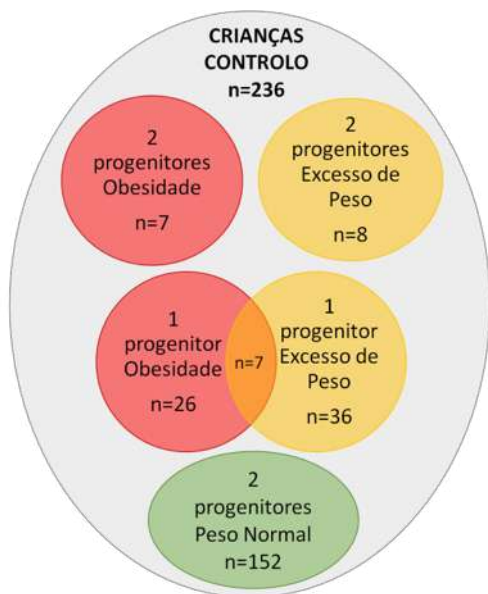 CRIANÇAS
CONTROLO
n=236
2
progenitores
Obesidade
n=7
2
progenitores
Excesso de
Peso
n=8
1
progenitor
Obesidade
n=26
n=7
1
progenitor
Excesso de
Peso
n=36
2
progenitores
Peso Normal
n=152